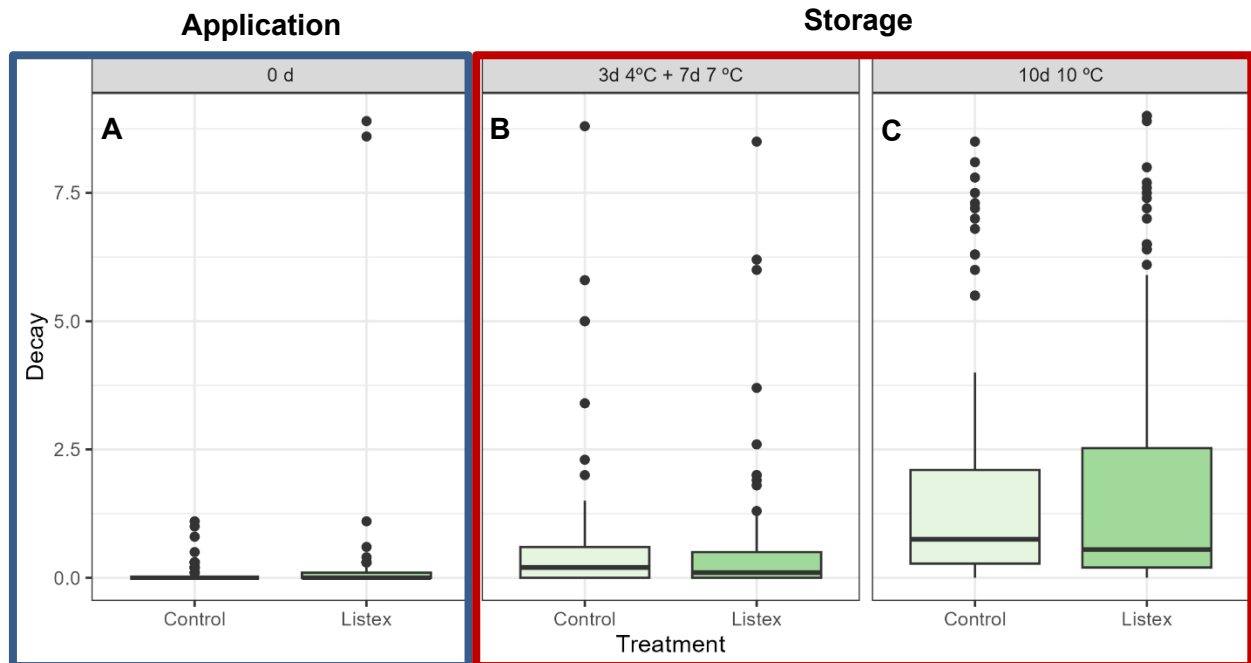 Application
Storage
0 d
3d 4ºC + 7d 7 ºC
10d 10 ºC
A
B
C
Decay
7.5
5.0
2.5
0.0
Control
Listex
Control
Listex
Control
Listex
Treatment